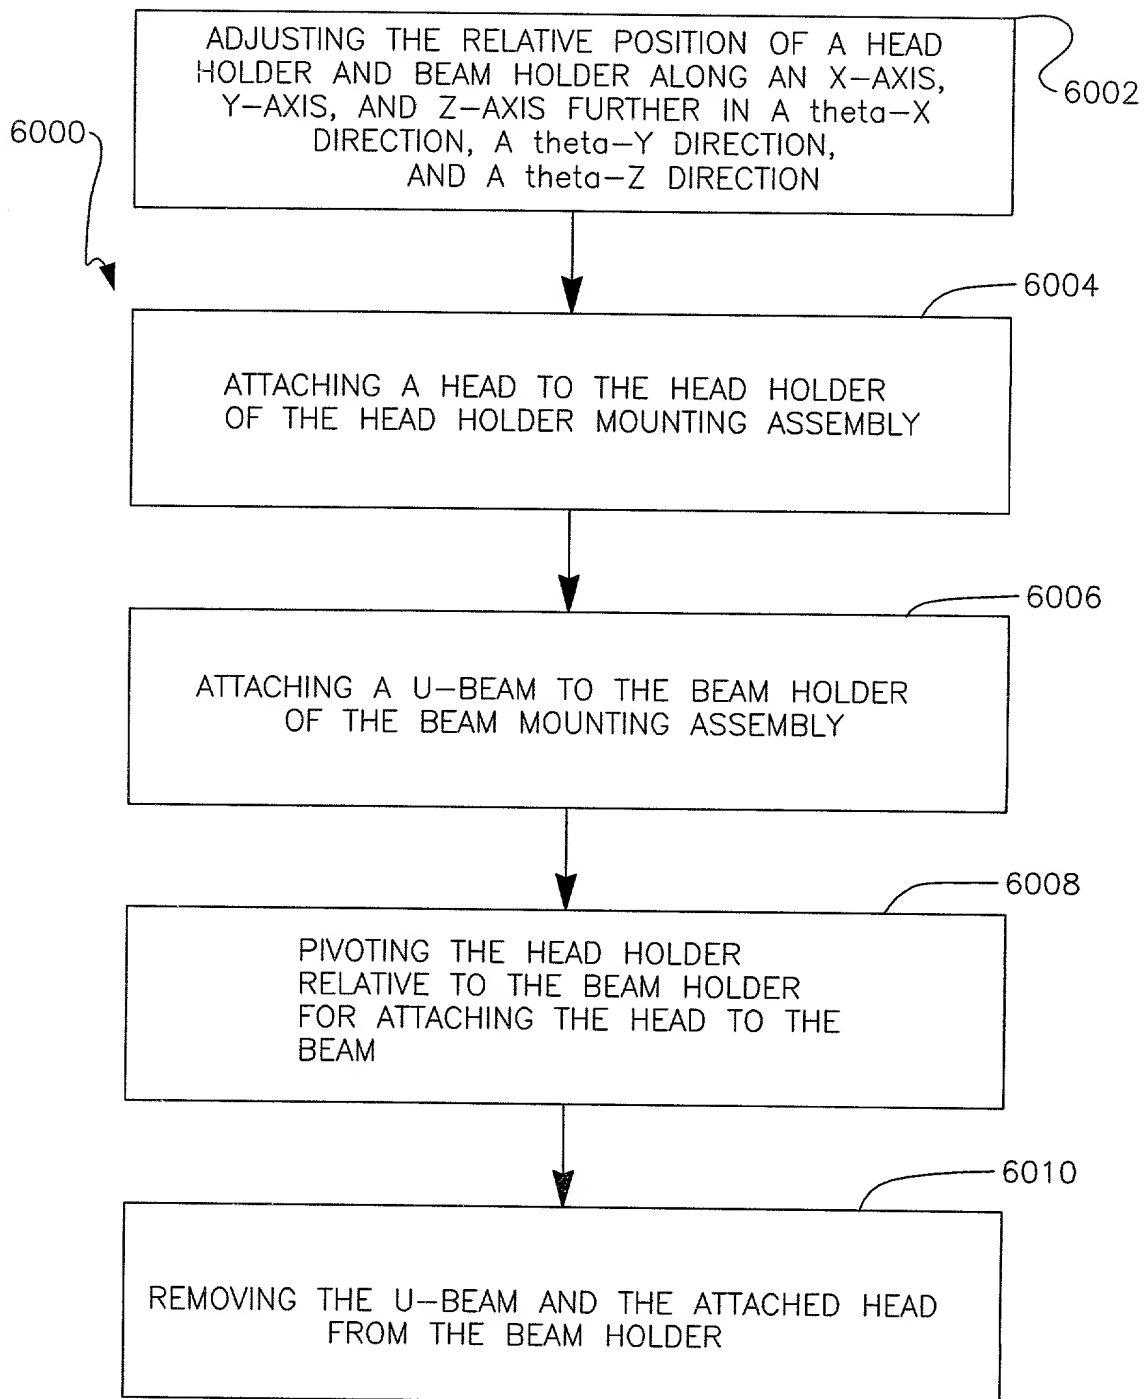 ADJUSTING THE RELATIVE POSITION OF A HEAD
HOLDER AND BEAM HOLDER ALONG AN X-AXIS,
Y-AXIS, AND Z-AXIS FURTHER IN A theta-X
DIRECTION, A theta-Y DIRECTION,
AND A theta-Z DIRECTION
6002
6000
6004
ATTACHING A HEAD TO THE HEAD HOLDER
OF THE HEAD HOLDER MOUNTING ASSEMBLY
6006
ATTACHING A U-BEAM TO THE BEAM HOLDER
OF THE BEAM MOUNTING ASSEMBLY
6008
PIVOTING THE HEAD HOLDER
RELATIVE TO THE BEAM HOLDER
FOR ATTACHING THE HEAD TO THE
BEAM
6010
REMOVING THE U-BEAM AND THE ATTACHED HEAD
FROM THE BEAM HOLDER